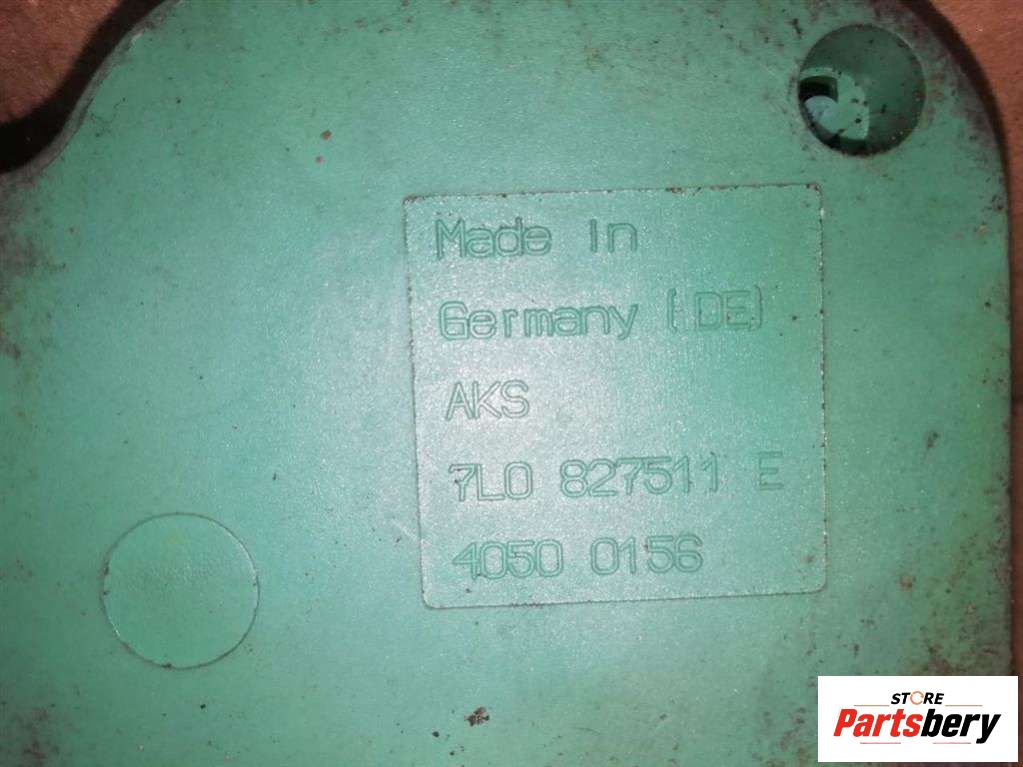 Made in
Germany (DE)
AKS
7L0 827511 E
4050 0156
STORE
Partsbery